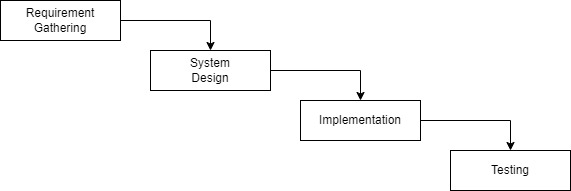 Requirement
Gathering
System
Design
Implementation
Testing